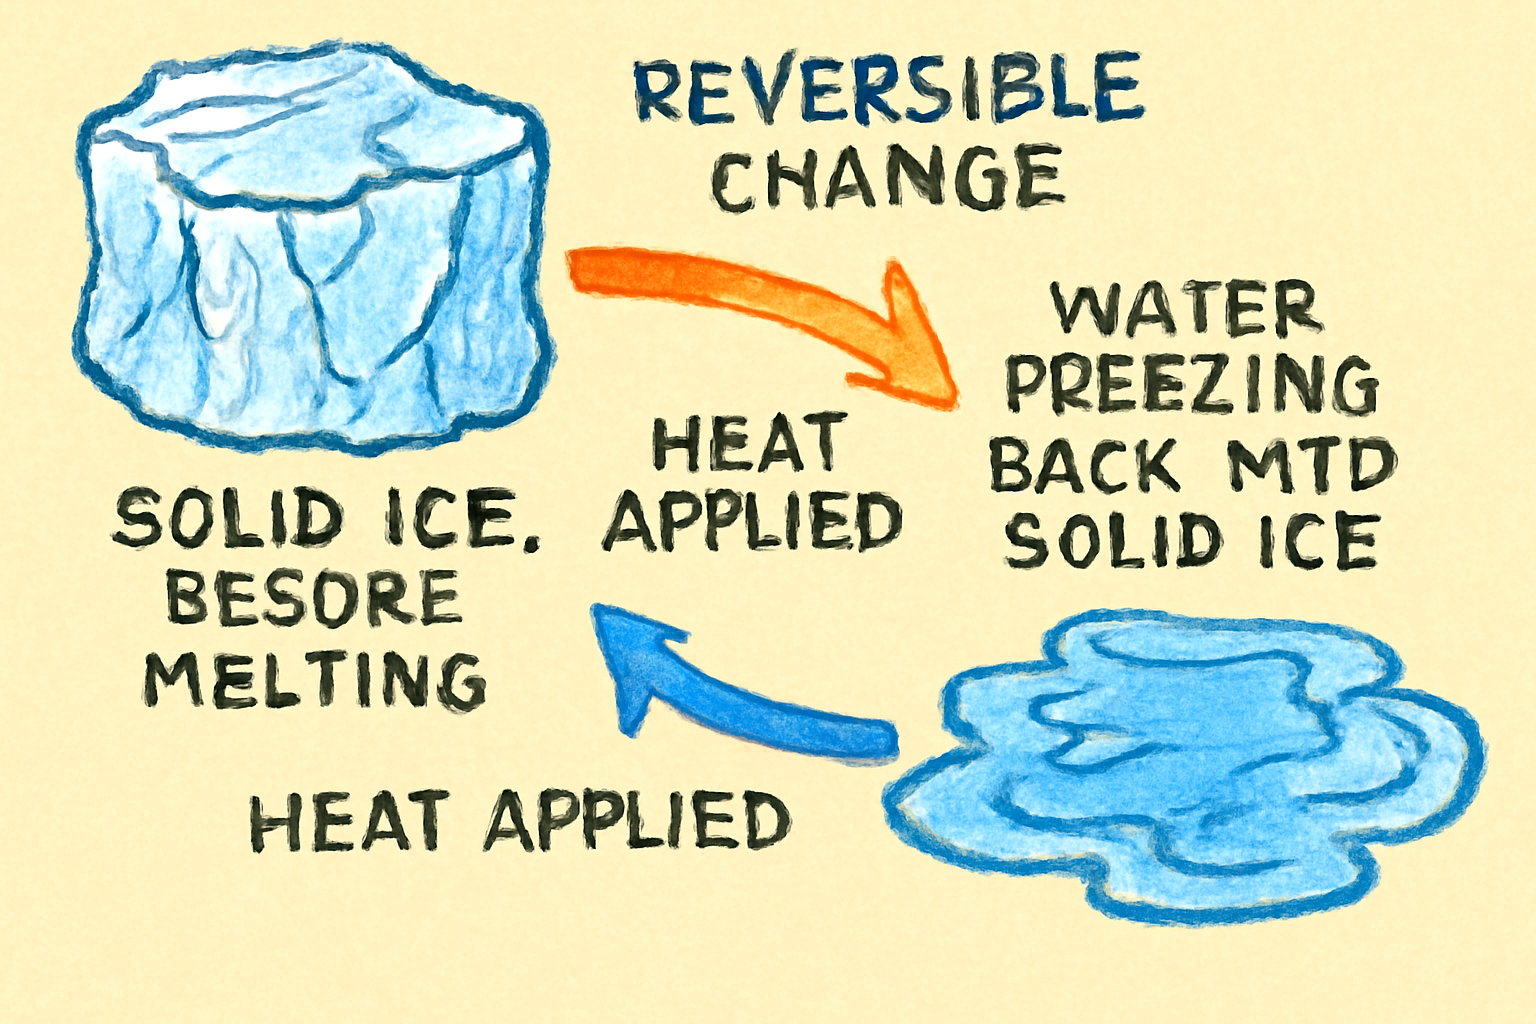 REVERSIBLE
CHANGE
SOLID ICE.
BESORE
MELTING
HEAT
APPLIED
WATER
PREEZING
BACK MTD
SOLID ICE
HEAT APPLIED